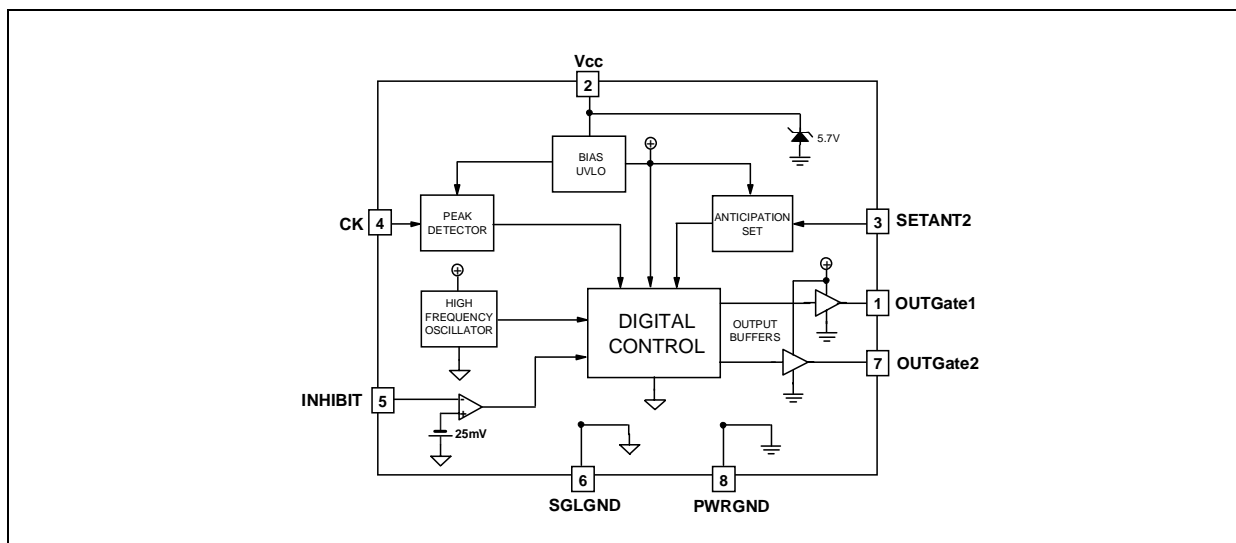 Vcc
2
5.7V
BIAS
UVLO
CK
4
PEAK
DETECTOR
ANTICIPATION
SET
3
SETANT2
HIGH
FREQUENCY
OSCILLATOR
DIGITAL
CONTROL
OUTPUT
BUFFERS
1
OUTGate1
7
OUTGate2
INHIBIT
5
-
+
25mV
6
SGLGND
8
PWRGND